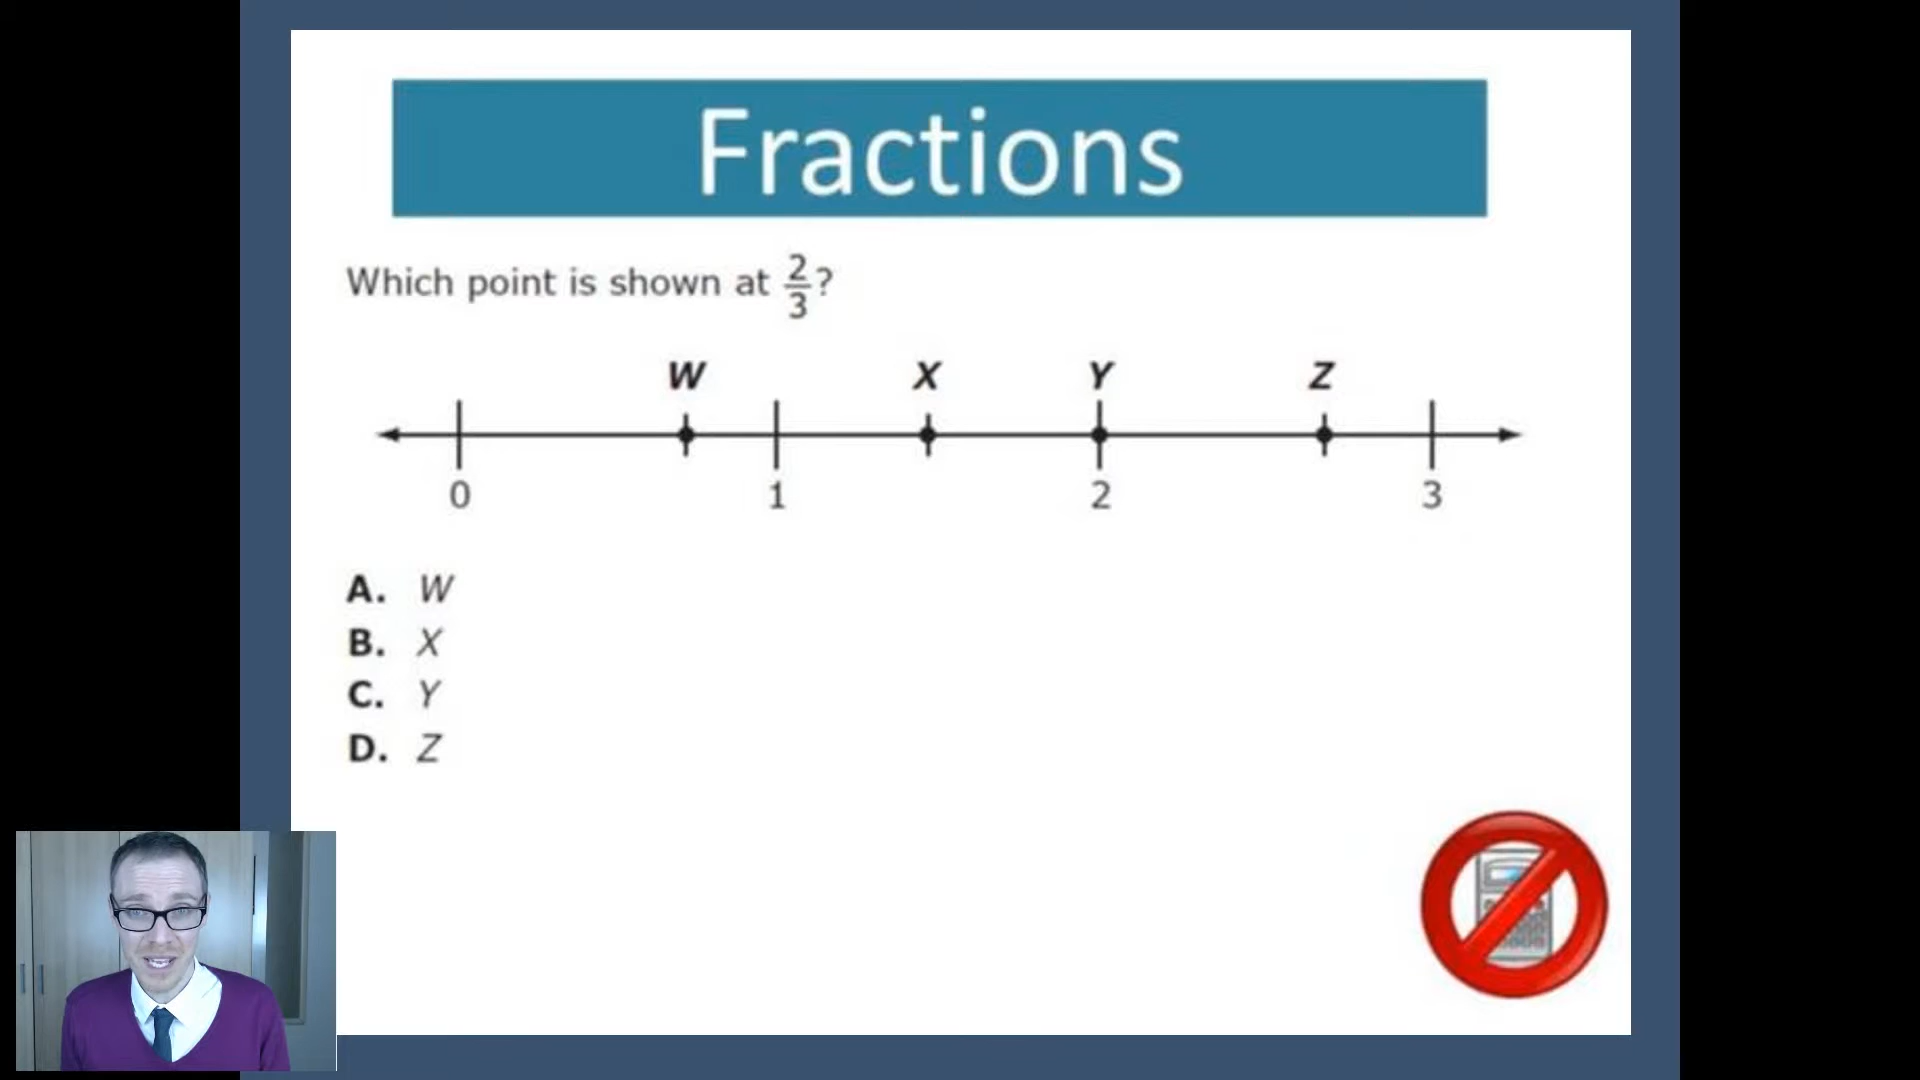 Fractions
Which point is shown at 2/3?
W X Y Z
0 1 2 3
A. W
B. X
C. Y
D. Z